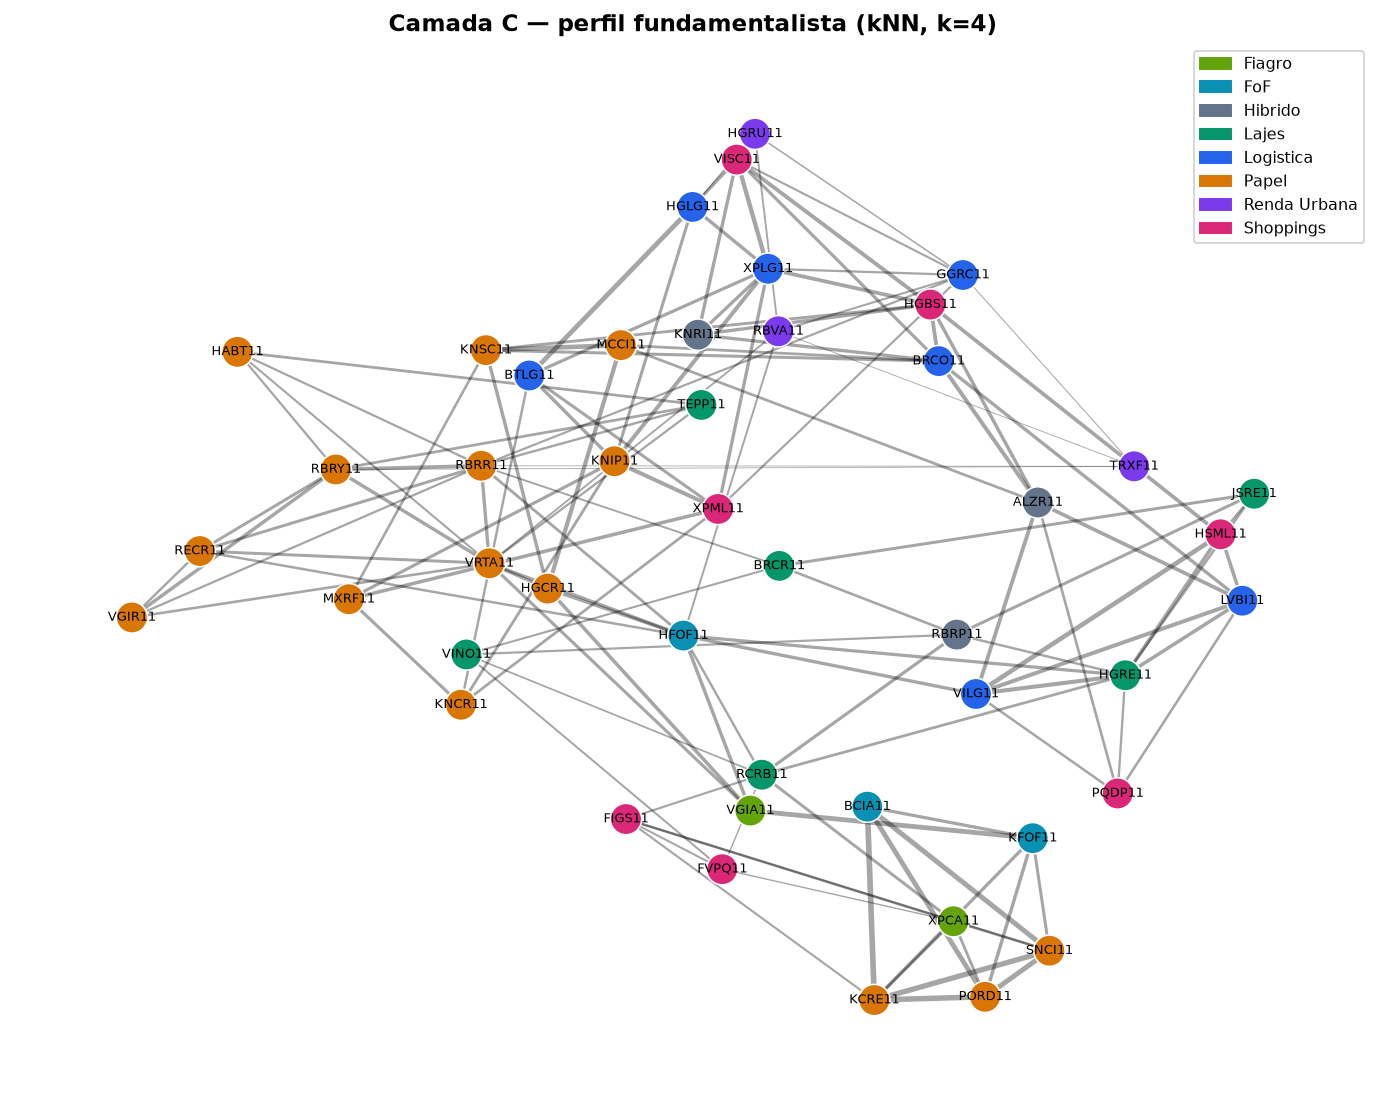 Camada C — perfil fundamentalista (kNN, k=4)
Fiagro
FoF
Hibrido
Lajes
Logistica
Papel
Renda Urbana
Shoppings
HGRU11
VISC11
HGLG11
XPLG11
GGRC11
HGBS11
KNRI11
RBVA11
MCCI11
KNSC11
HABT11
BRCO11
BTLG11
TEPP11
KNIP11
RBRR11
RBRY11
TRXF11
JSRE11
ALZR11
XPML11
HSML11
RECR11
VRTA11
BRCR11
HGCR11
MXRF11
LVBI11
VGIR11
HFOF11
RBRP11
VINO11
HGRE11
VILG11
KNCR11
RCRB11
PQDP11
BCIA11
VGIA11
FIGS11
KFOF11
FVPQ11
XPCA11
SNCI11
PORD11
KCRE11